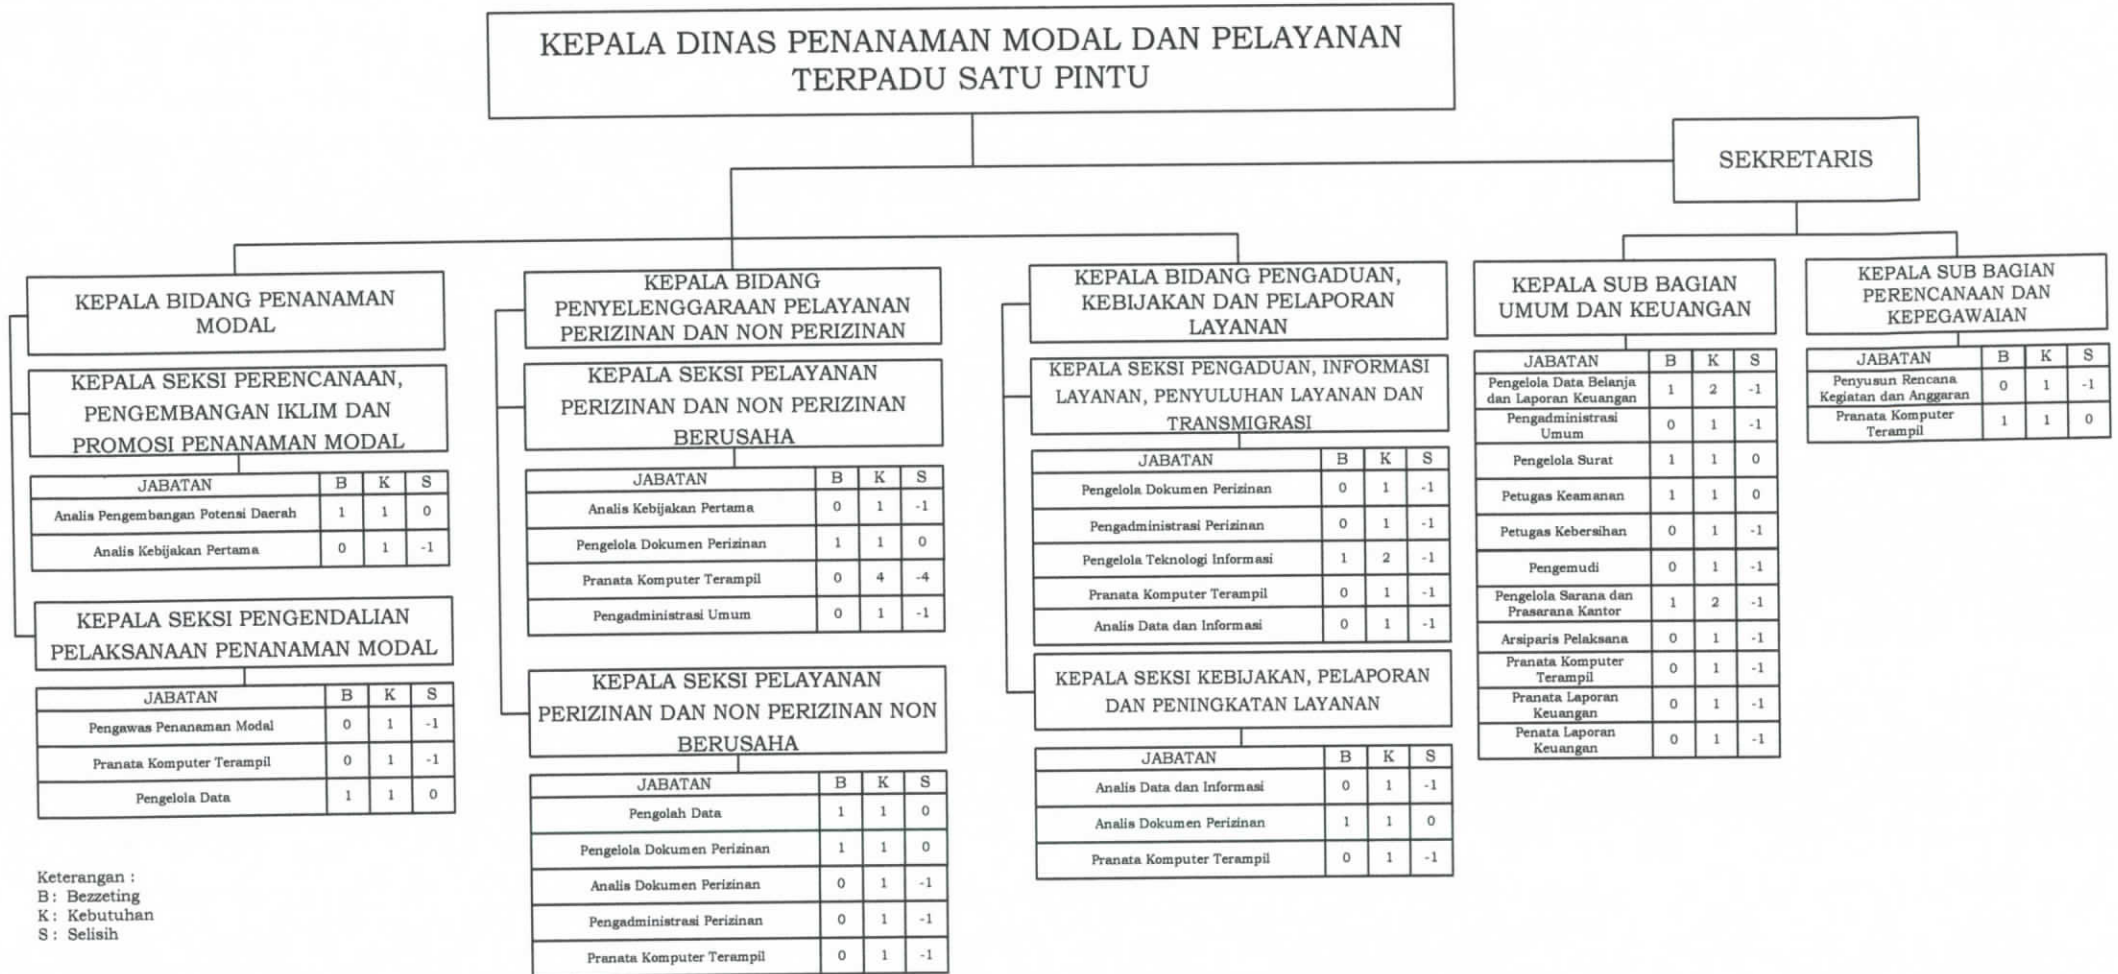 KEPALA DINAS PENANAMAN MODAL DAN PELAYANAN
TERPADU SATU PINTU
SEKRETARIS
KEPALA BIDANG PENANAMAN
MODAL
KEPALA SEKSI PERENCANAAN,
PENGEMBANGAN IKLIM DAN
PROMOSI PENANAMAN MODAL
JABATAN B K S
Analis Pengembangan Potensi Daerah 1 1 0
Analis Kebijakan Pertama 0 1 -1
KEPALA SEKSI PENGENDALIAN
PELAKSANAAN PENANAMAN MODAL
JABATAN B K S
Pengawas Penanaman Modal 0 1 -1
Pranata Komputer Terampil 0 1 -1
Pengelola Data 1 1 0
KEPALA BIDANG
PENYELENGGARAAN PELAYANAN
PERIZINAN DAN NON PERIZINAN
KEPALA SEKSI PELAYANAN
PERIZINAN DAN NON PERIZINAN
BERUSAHA
JABATAN B K S
Analis Kebijakan Pertama 0 1 -1
Pengelola Dokumen Perizinan 1 1 0
Pranata Komputer Terampil 0 4 -4
Pengadministrasi Umum 0 1 -1
KEPALA SEKSI PELAYANAN
PERIZINAN DAN NON PERIZINAN NON
BERUSAHA
JABATAN B K S
Pengolah Data 1 1 0
Pengelola Dokumen Perizinan 1 1 0
Analis Dokumen Perizinan 0 1 -1
Pengadministrasi Perizinan 0 1 -1
Pranata Komputer Terampil 0 1 -1
KEPALA BIDANG PENGADUAN,
KEBIJAKAN DAN PELAPORAN
LAYANAN
KEPALA SEKSI PENGADUAN, INFORMASI
LAYANAN, PENYULUHAN LAYANAN DAN
TRANSMIGRASI
JABATAN B K S
Pengelola Dokumen Perizinan 0 1 -1
Pengadministrasi Perizinan 0 1 -1
Pengelola Teknologi Informasi 1 2 -1
Pranata Komputer Terampil 0 1 -1
Analis Data dan Informasi 0 1 -1
KEPALA SEKSI KEBIJAKAN, PELAPORAN
DAN PENINGKATAN LAYANAN
JABATAN B K S
Analis Data dan Informasi 0 1 -1
Analis Dokumen Perizinan 1 1 0
Pranata Komputer Terampil 0 1 -1
KEPALA SUB BAGIAN
UMUM DAN KEUANGAN
JABATAN B K S
Pengelola Data Belanja
dan Laporan Keuangan 1 2 -1
Pengadministrasi
Umum 0 1 -1
Pengelola Surat 1 1 0
Petugas Keamanan 1 1 0
Petugas Kebersihan 0 1 -1
Pengemudi 0 1 -1
Pengelola Sarana dan
Prasarana Kantor 1 2 -1
Arsiparis Pelaksana 0 1 -1
Pranata Komputer
Terampil 0 1 -1
Pranata Laporan
Keuangan 0 1 -1
Penata Laporan
Keuangan 0 1 -1
KEPALA SUB BAGIAN
PERENCANAAN DAN
KEPEGAWAIAN
JABATAN B K S
Penyusun Rencana
Kegiatan dan Anggaran 0 1 -1
Pranata Komputer
Terampil 1 1 0
Keterangan :
B : Bezzeting
K : Kebutuhan
S : Selisih